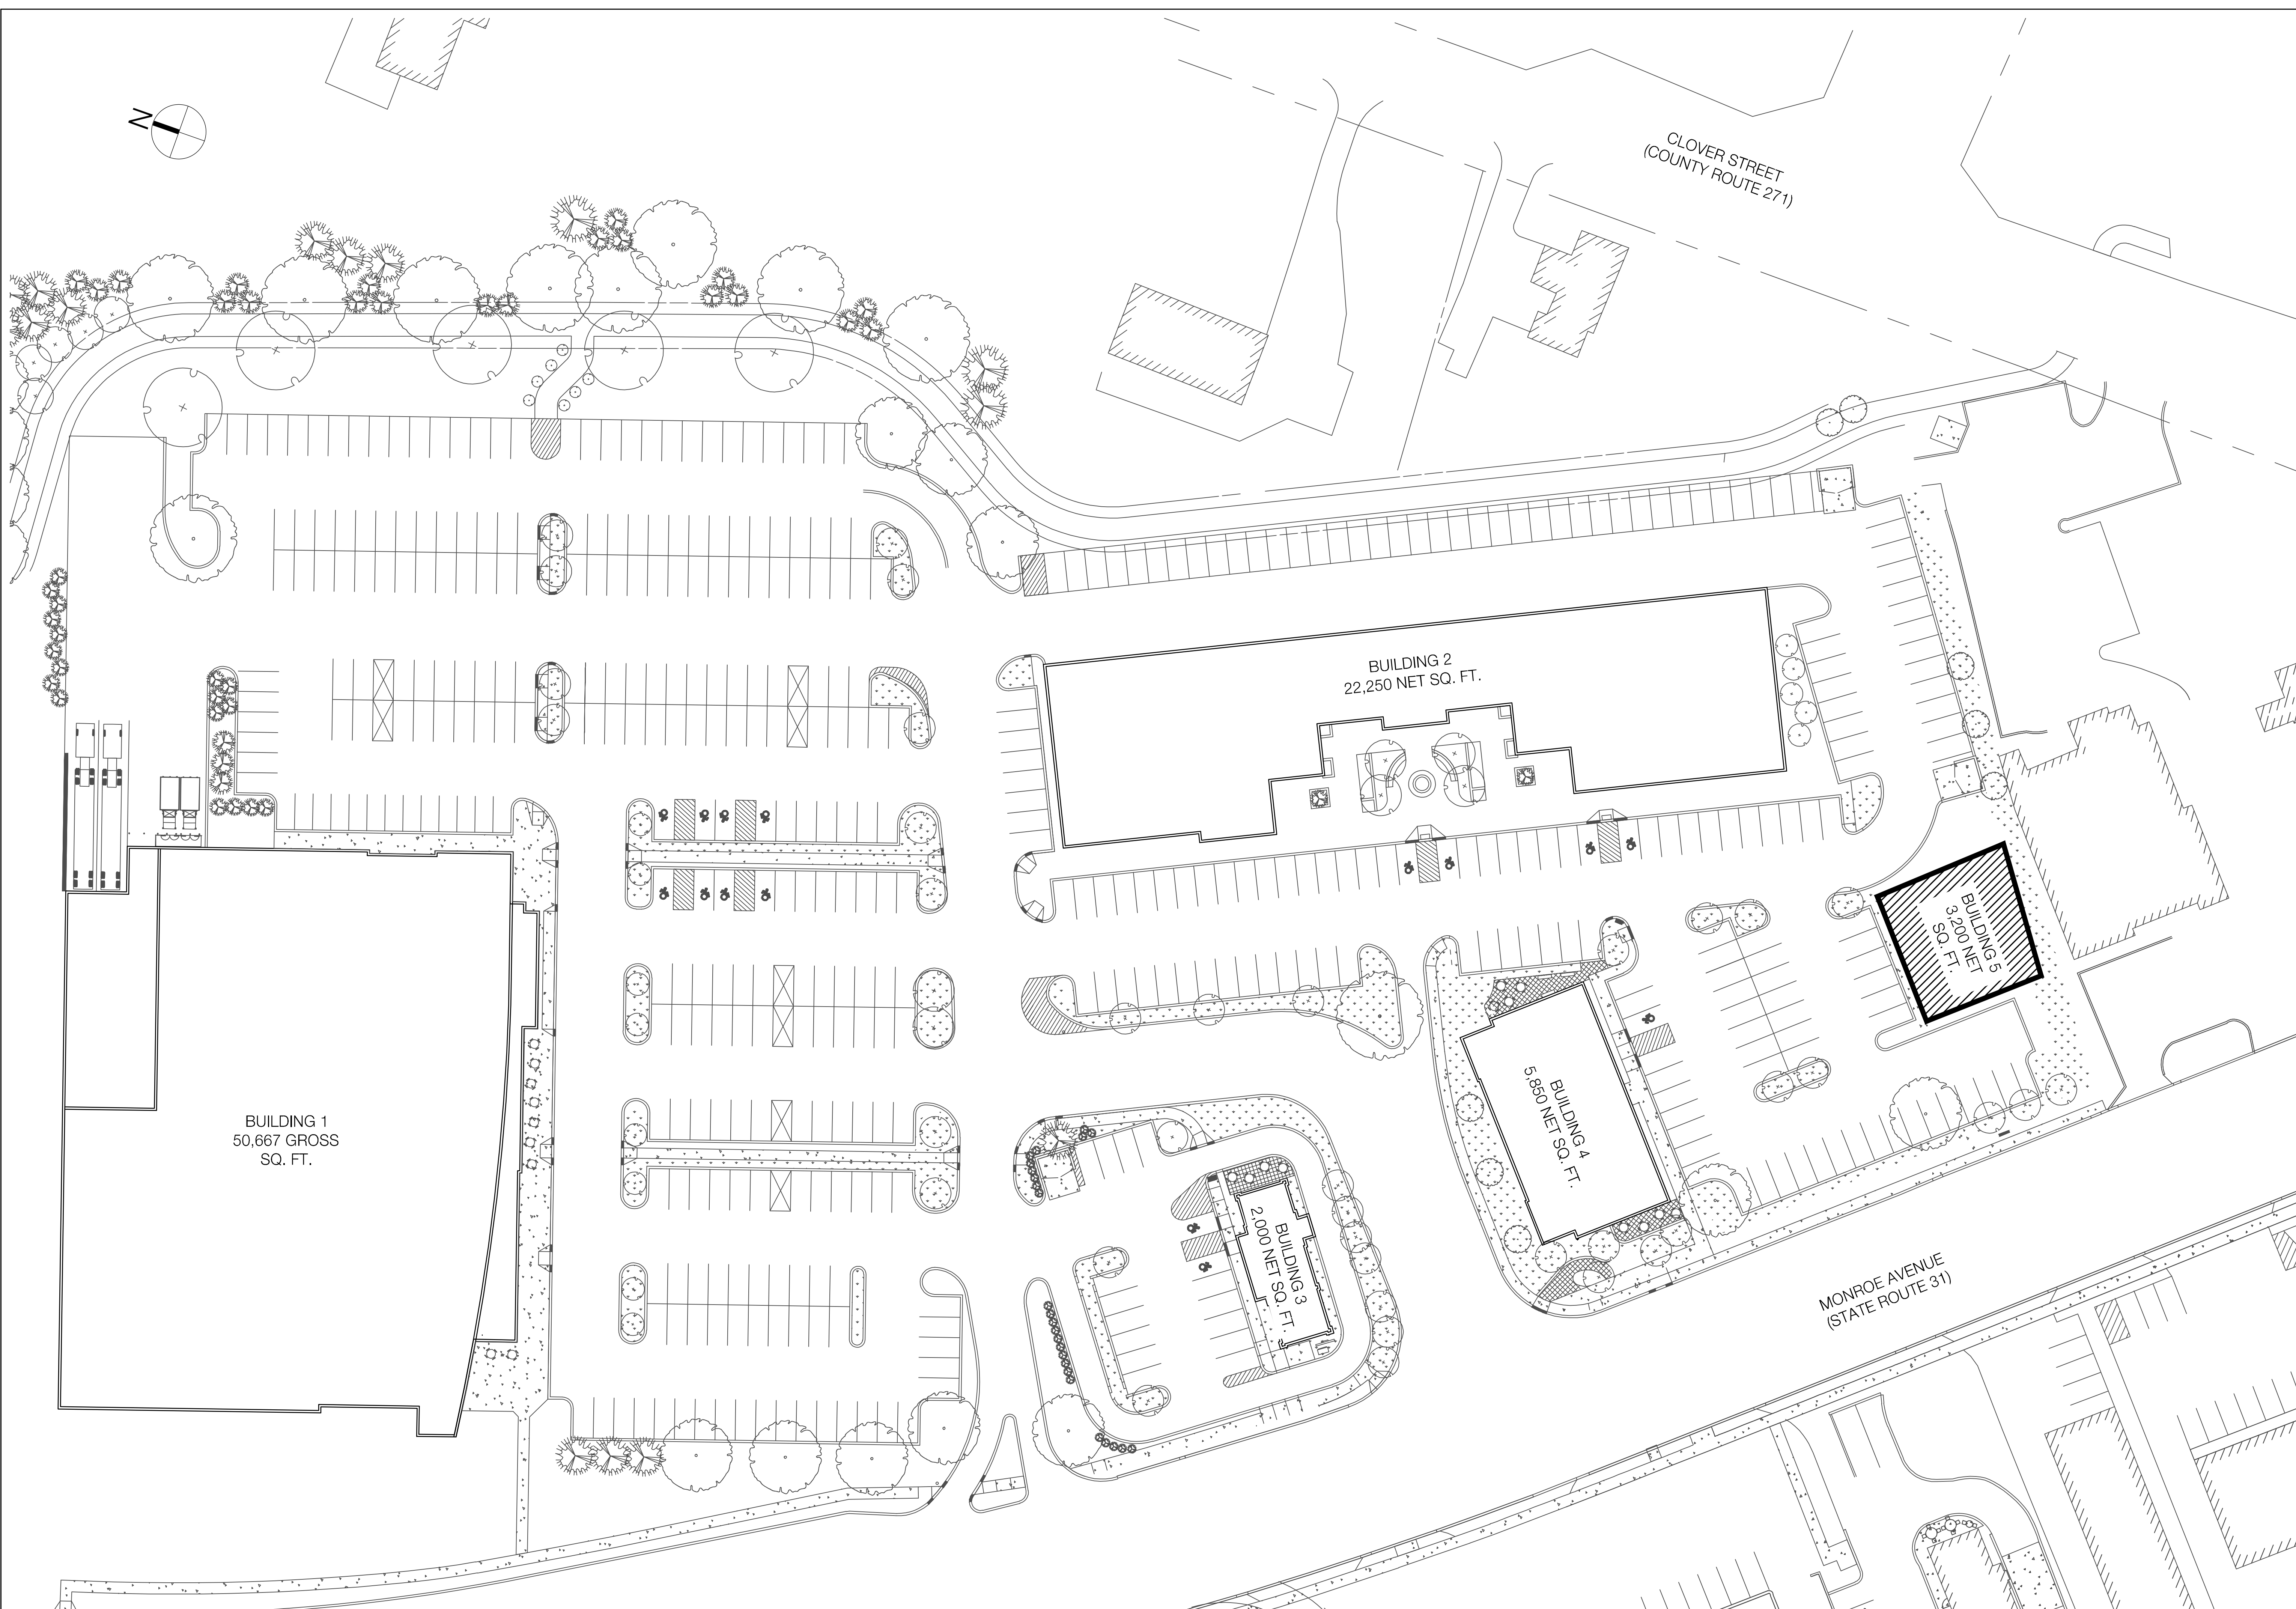 N
CLOVER STREET
(COUNTY ROUTE 271)
BUILDING 2
22,250 NET SQ. FT.
BUILDING 5
3,200 NET
SQ. FT.
BUILDING 4
5,850 NET SQ. FT.
BUILDING 1
50,667 GROSS
SQ. FT.
BUILDING 3
2,000 NET SQ. FT.
MONROE AVENUE
(STATE ROUTE 31)